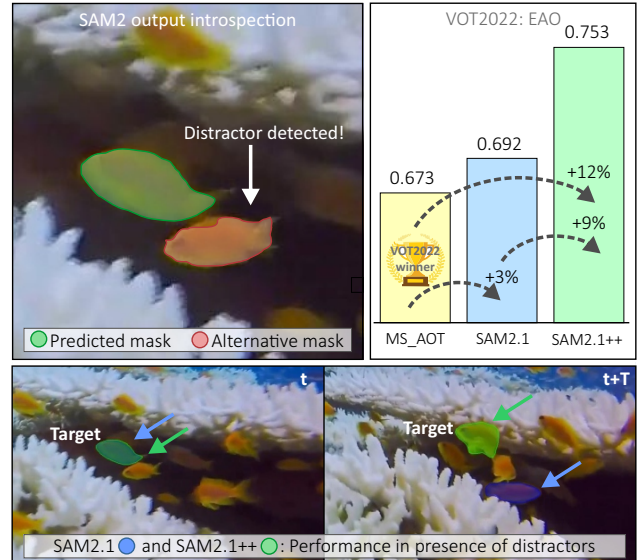 SAM2 output introspection
Distractor detected!
Predicted mask
Alternative mask
VOT2022: EAO
0.753
0.692
0.673
+12%
+9%
+3%
VOT2022
winner
MS_AOT
SAM2.1
SAM2.1++
t
Target
t+T
Target
SAM2.1 and SAM2.1++: Performance in presence of distractors